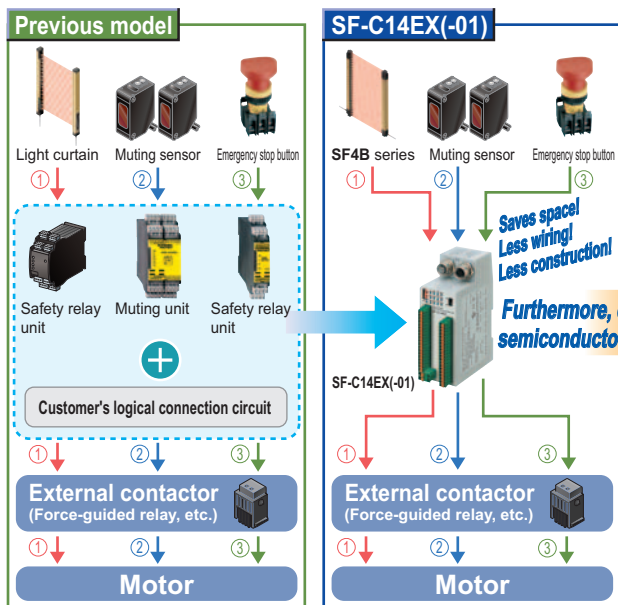 Previous model
Light curtain
Muting sensor
Emergency stop button
① ② ③
Safety relay
unit
Muting unit
Safety relay
unit
+
Customer's logical connection circuit
① ② ③
External contactor
(Force-guided relay, etc.)
① ② ③
Motor
SF-C14EX(-01)
SF4B series
Muting sensor
Emergency stop button
① ② ③
Saves space!
Less wiring!
Less construction!
Furthermore,
SF-C14EX(-01)
① ② ③
External contactor
(Force-guided relay, etc.)
① ② ③
Motor